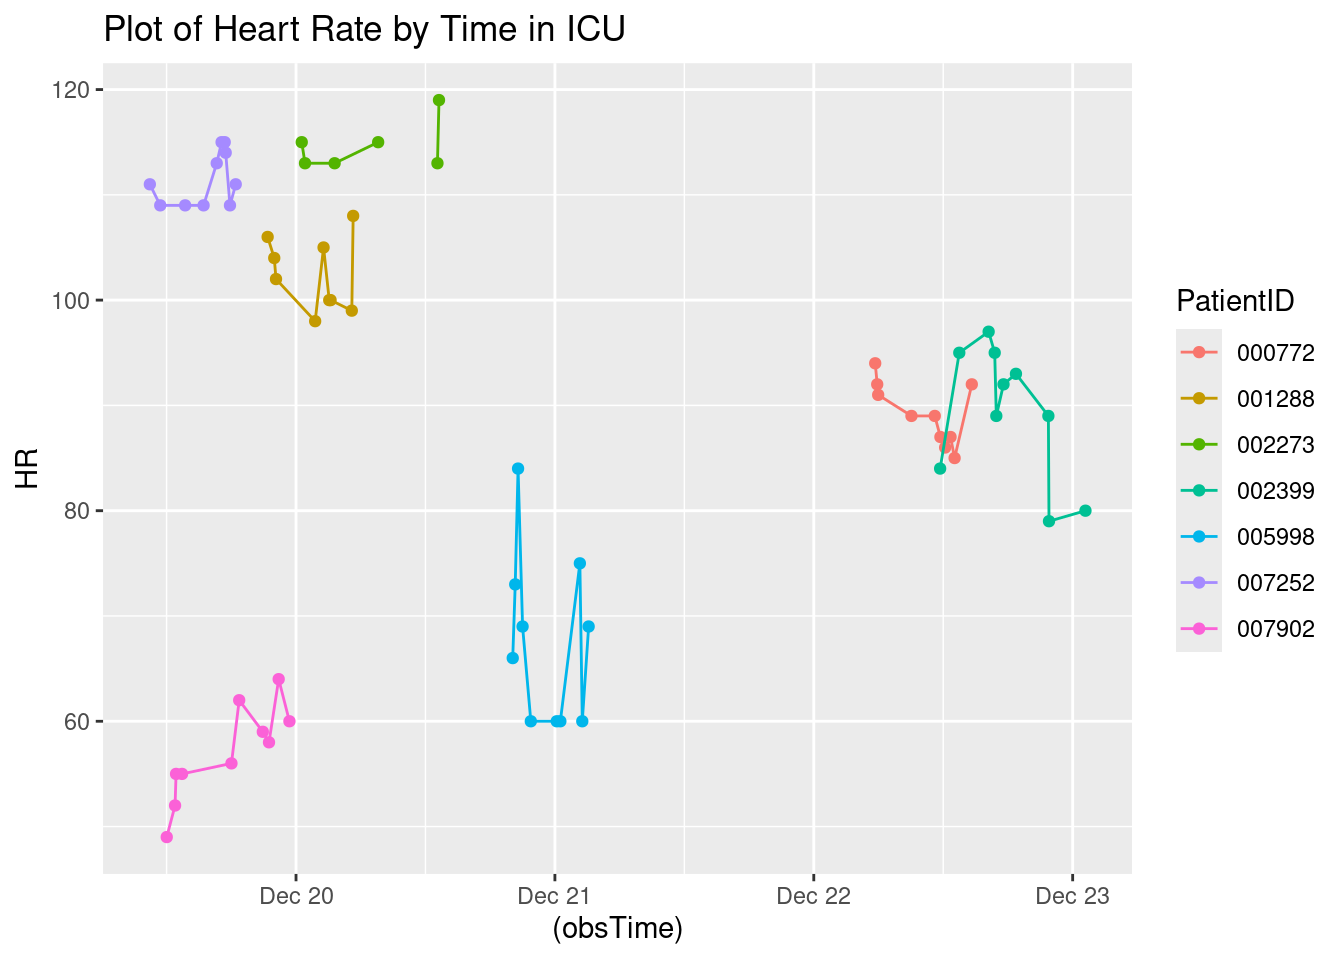 Plot of Heart Rate by Time in ICU
120
100
80
60
HR
Dec 20
Dec 21
Dec 22
Dec 23
(obsTime)
PatientID
000772
001288
002273
002399
005998
007252
007902